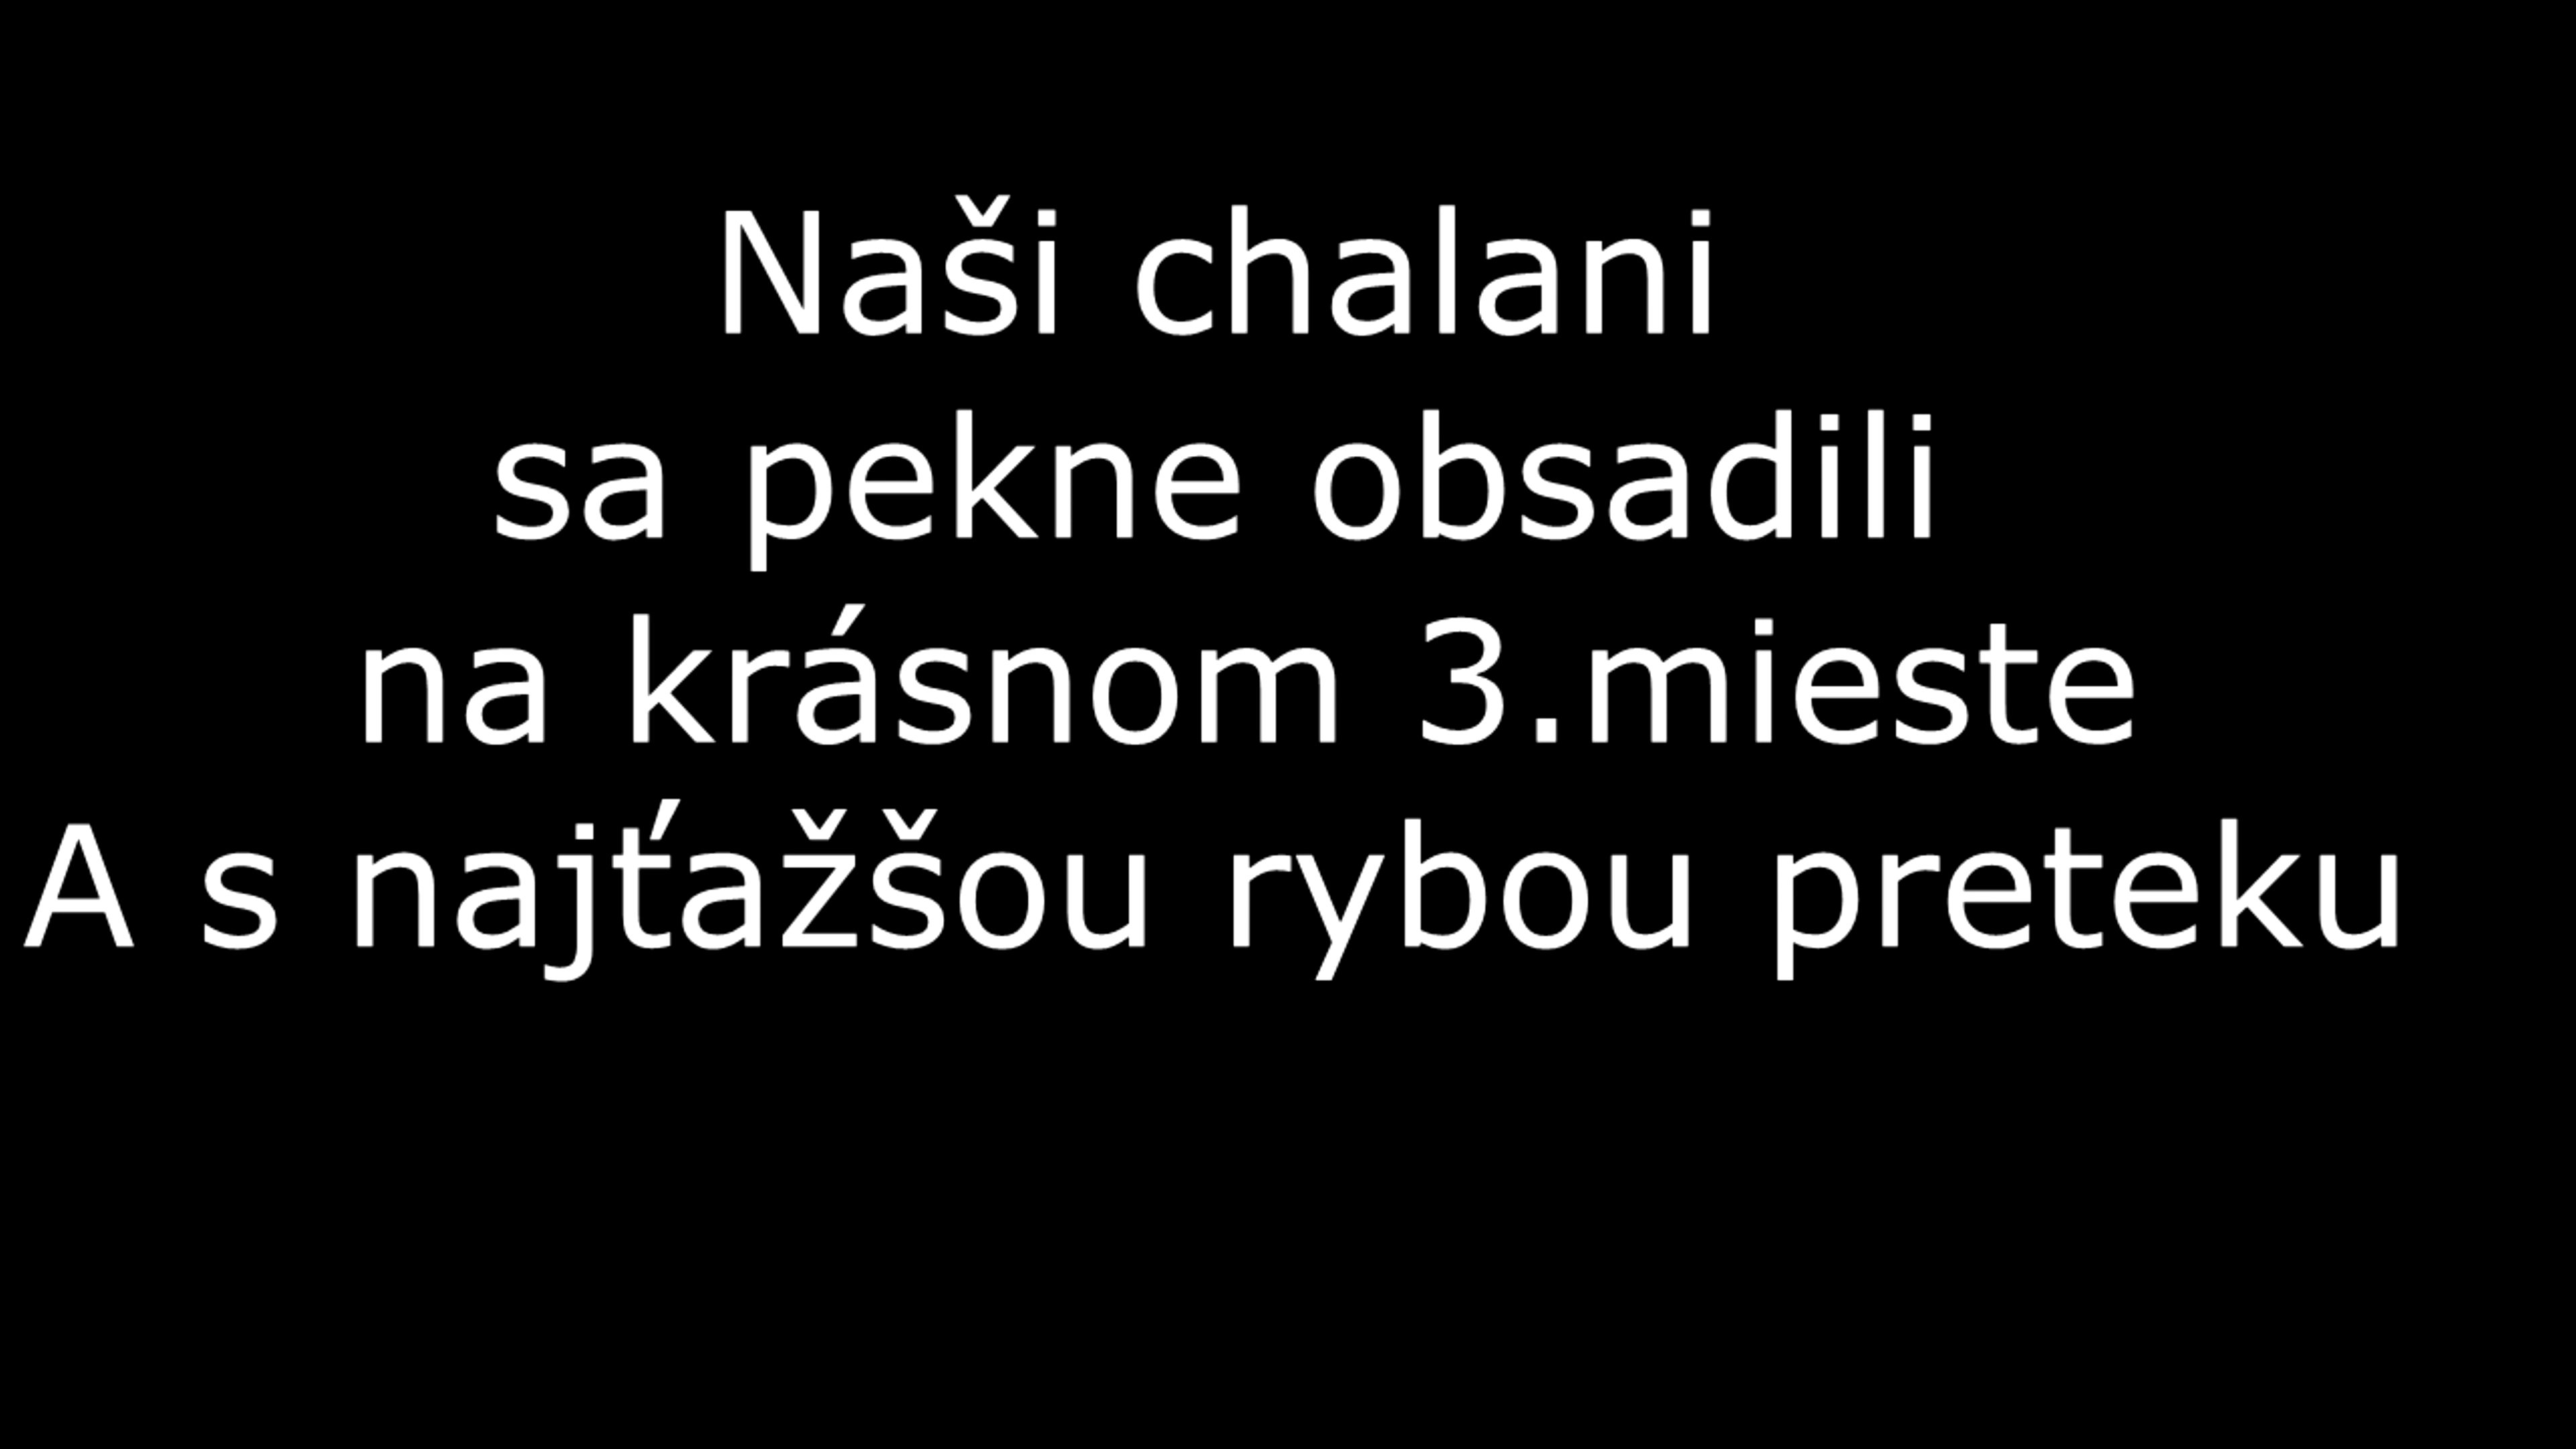 Naši chalani
sa pekne obsadili
na krásnom 3.mieste
A s najťažšou rybou preteku